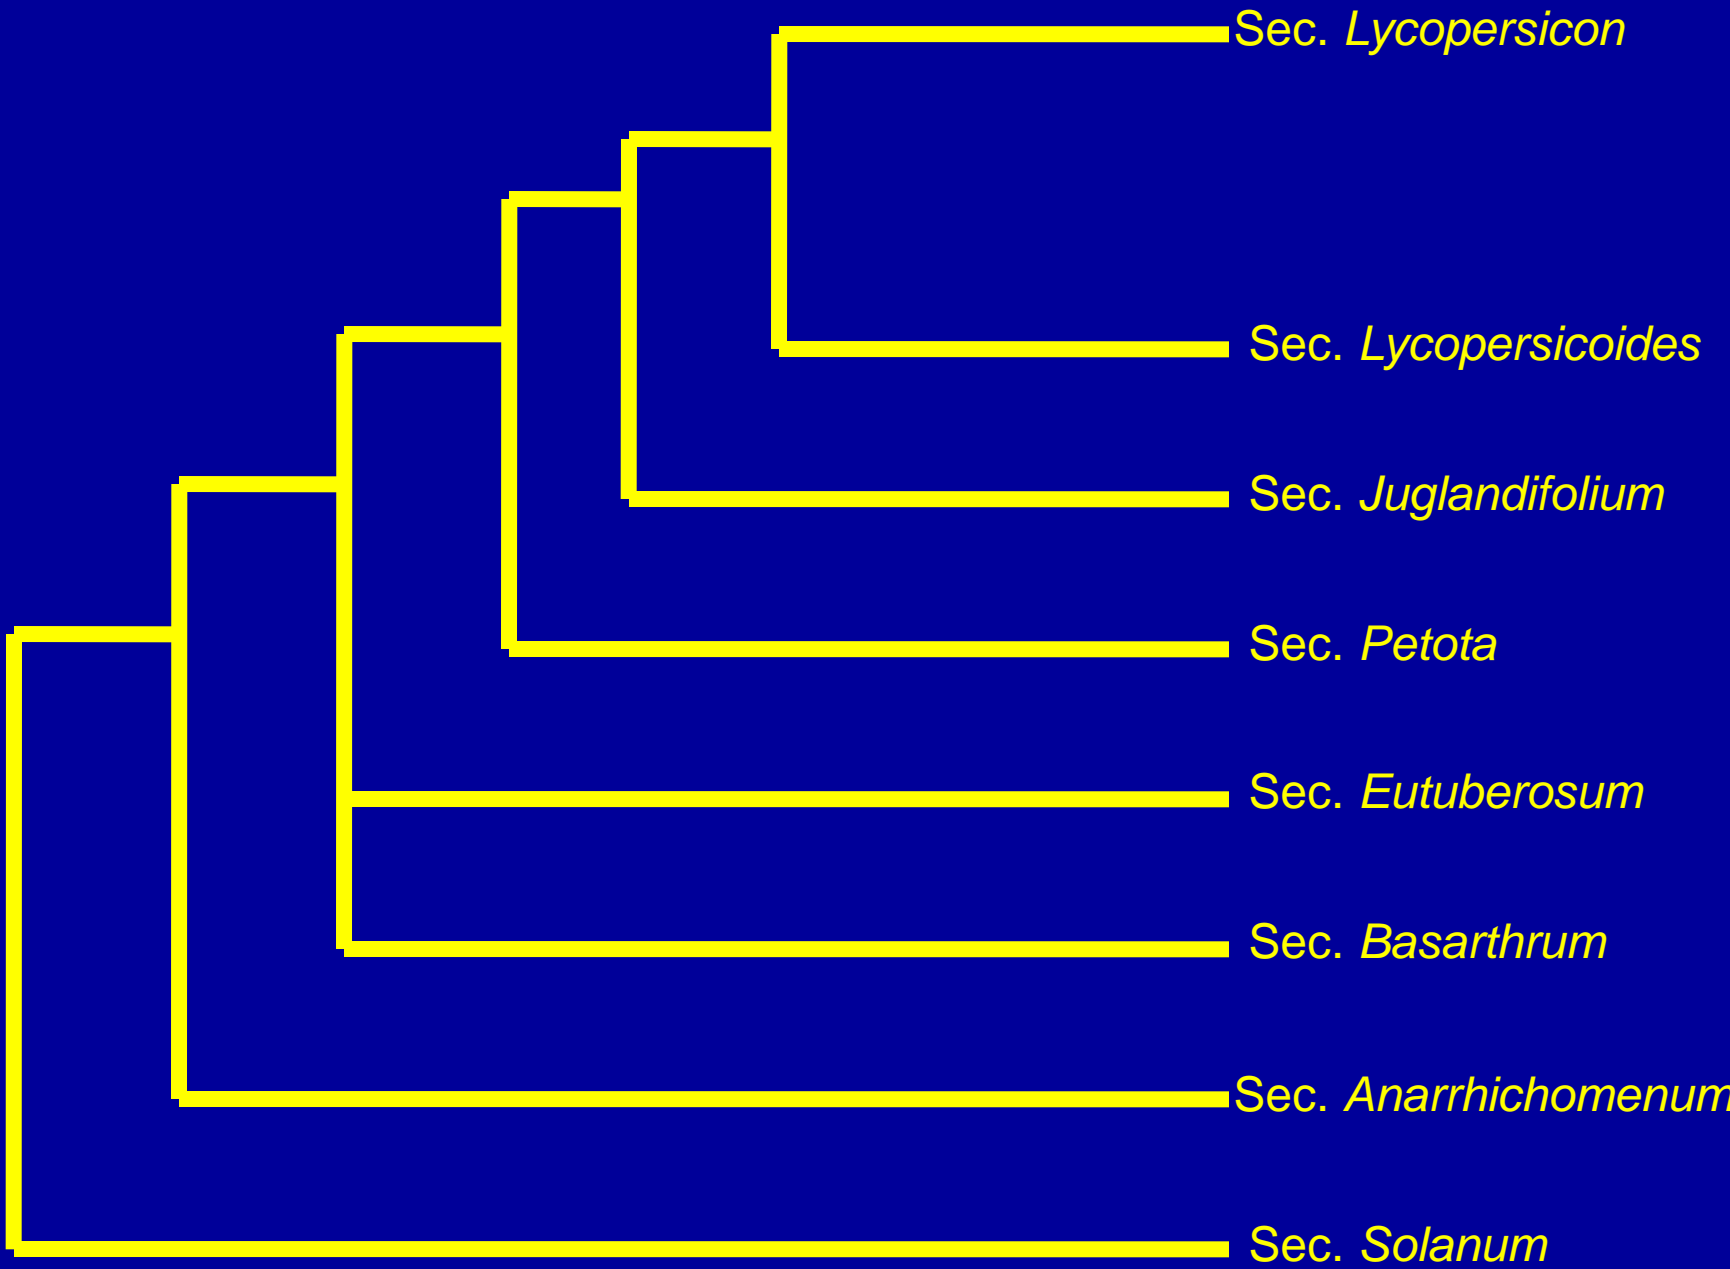 Sec. Lycopersicon
Sec. Lycopersicoides
Sec. Juglandifolium
Sec. Petota
Sec. Eutuberosum
Sec. Basarthrum
Sec. Anarrhichomenum
Sec. Solanum